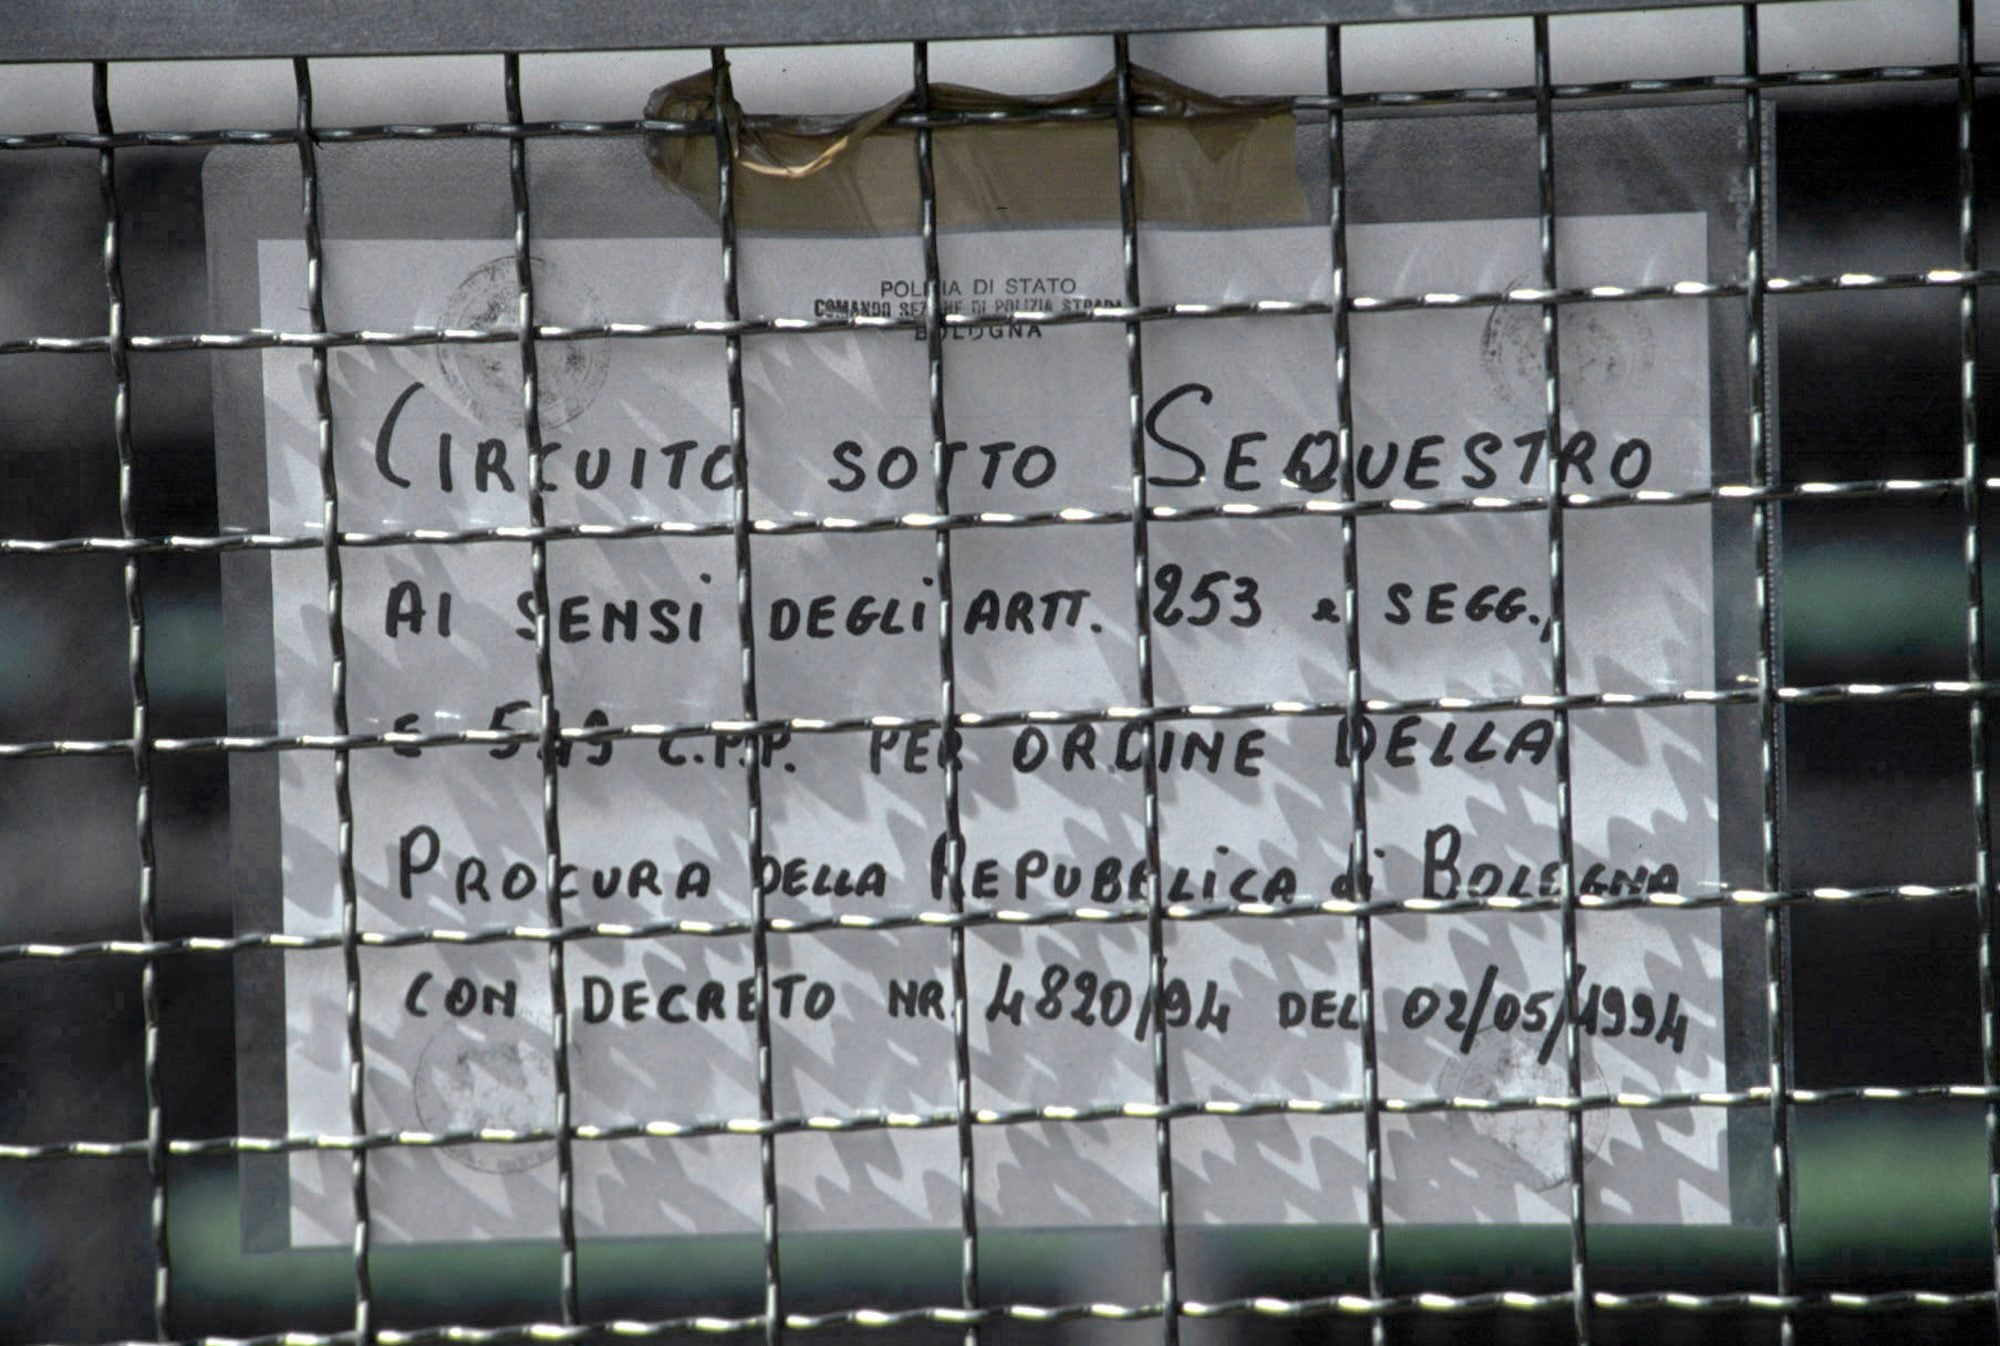 POLIZIA DI STATO
COMANDO SEZIONE DI POLIZIA STRADALE
BOLOGNA
CIRCUITO SOTTO SEQUESTRO
AI SENSI DEGLI ARTT. 253 e SEGG.,
E 549 C.P.P. PER ORDINE DELLA
PROCURA DELLA REPUBBLICA di BOLOGNA
CON DECRETO NR. 4820/94 DEL 02/05/1994